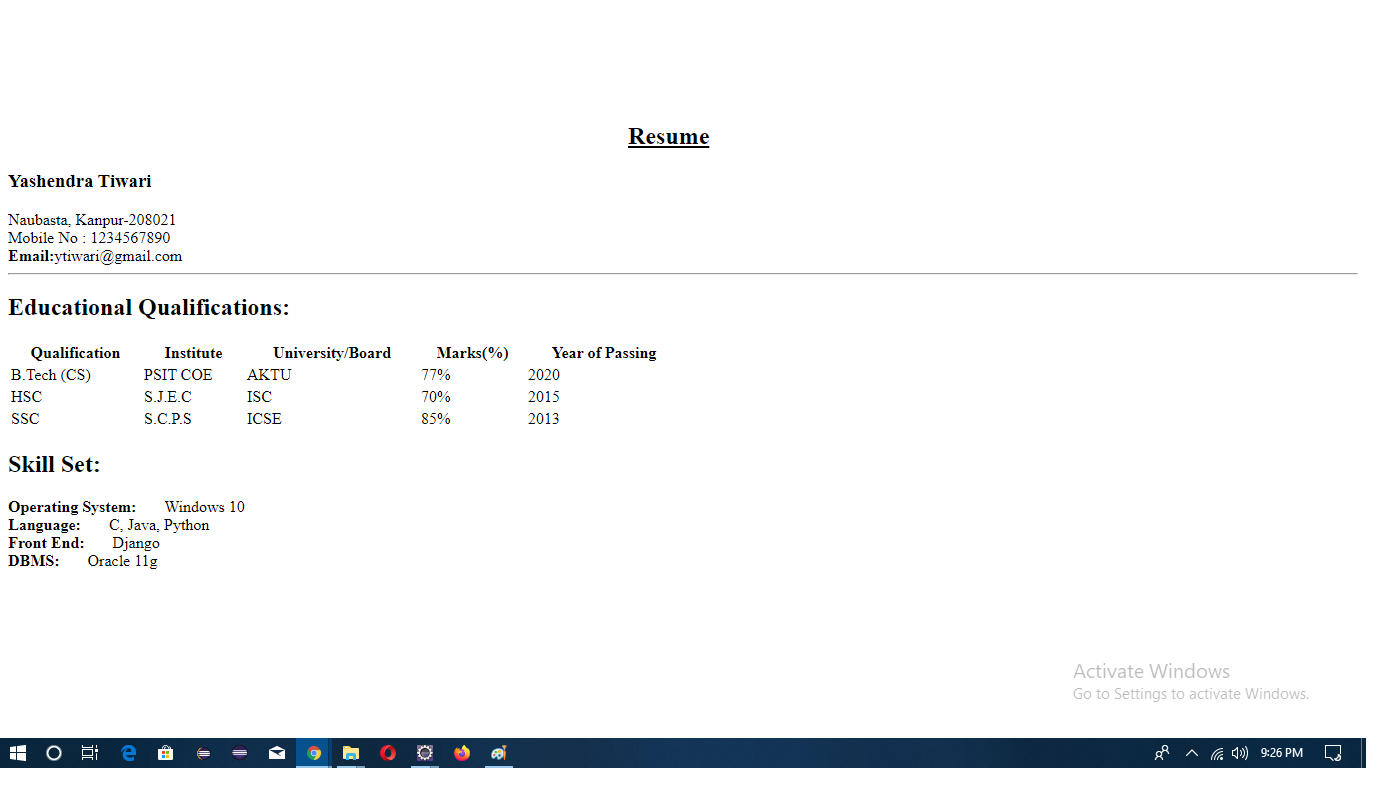 Resume
Yashendra Tiwari
Naubasta, Kanpur-208021
Mobile No : 1234567890
Email:ytiwari@gmail.com
Educational Qualifications:
Qualification Institute University/Board Marks(%) Year of Passing
B.Tech (CS) PSIT COE AKTU 77% 2020
HSC S.J.E.C ISC 70% 2015
SSC S.C.P.S ICSE 85% 2013
Skill Set:
Operating System: Windows 10
Language: C, Java, Python
Front End: Django
DBMS: Oracle 11g
Activate Windows
Go to Settings to activate Windows.
9:26 PM